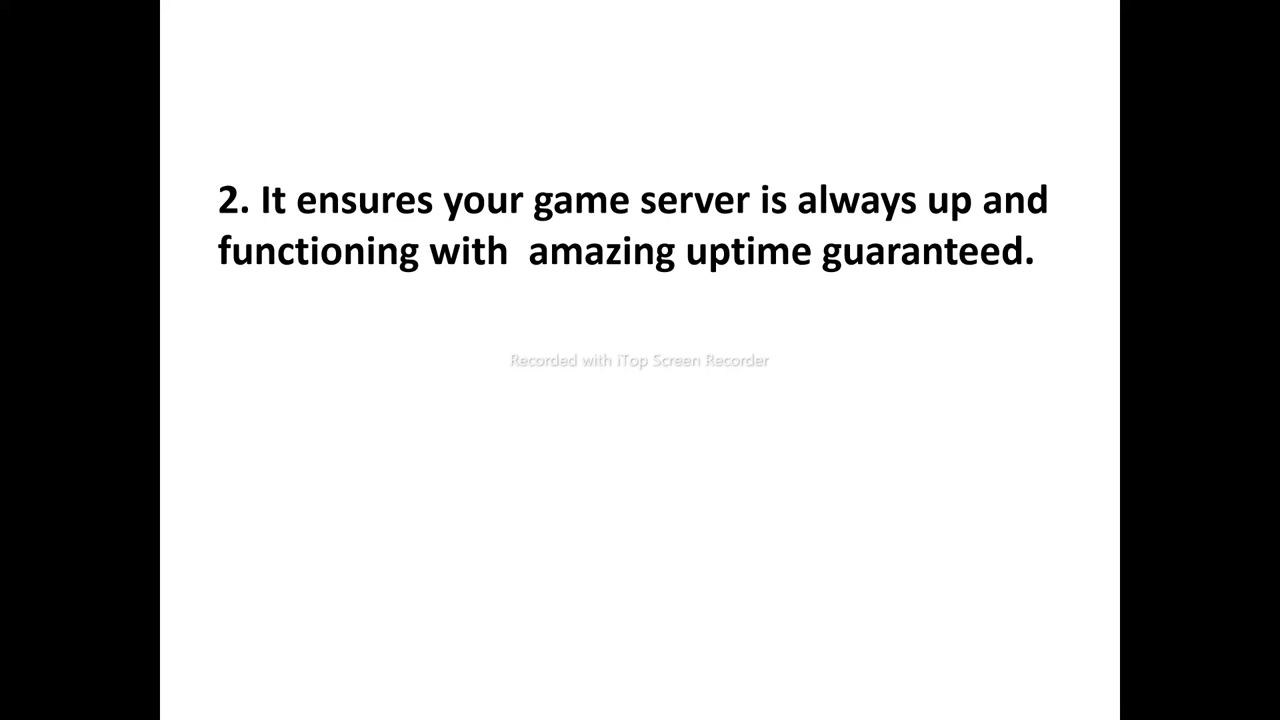 2. It ensures your game server is always up and
functioning with  amazing uptime guaranteed.
Recorded with iTop Screen Recorder